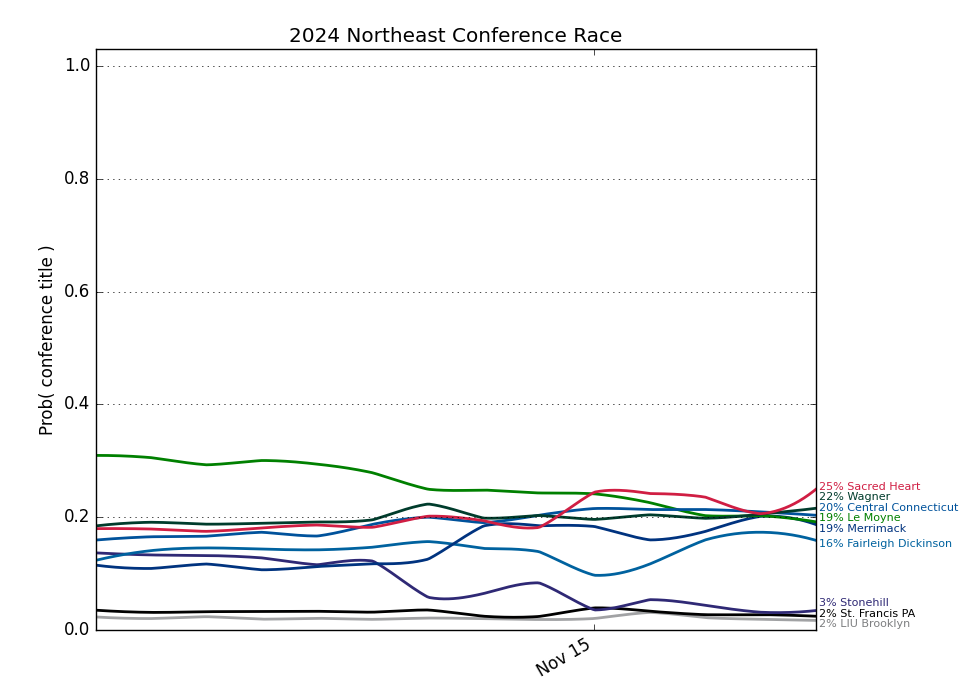 2024 Northeast Conference Race
1.0
0.8
0.6
0.4
0.2
0.0
Prob( conference title )
Nov 15
25% Sacred Heart
22% Wagner
20% Central Connecticut
19% Le Moyne
19% Merrimack
16% Fairleigh Dickinson
3% Stonehill
2% St. Francis PA
2% LIU Brooklyn